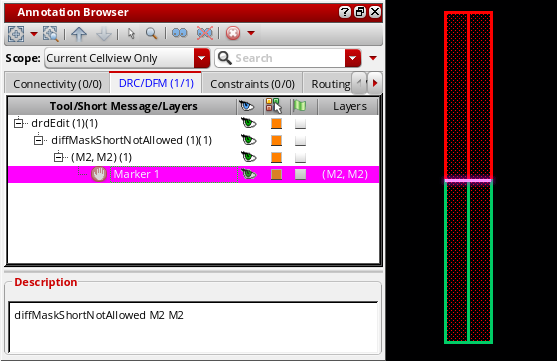 Annotation Browser
Scope: Current Cellview Only Search
Connectivity (0/0) DRC/DFM (1/1) Constraints (0/0) Routing
Tool/Short Message/Layers Layers
drdEdit (1)(1)
diffMaskShortNotAllowed (1)(1)
(M2, M2) (1)
Marker 1 (M2, M2)
Description
diffMaskShortNotAllowed M2 M2